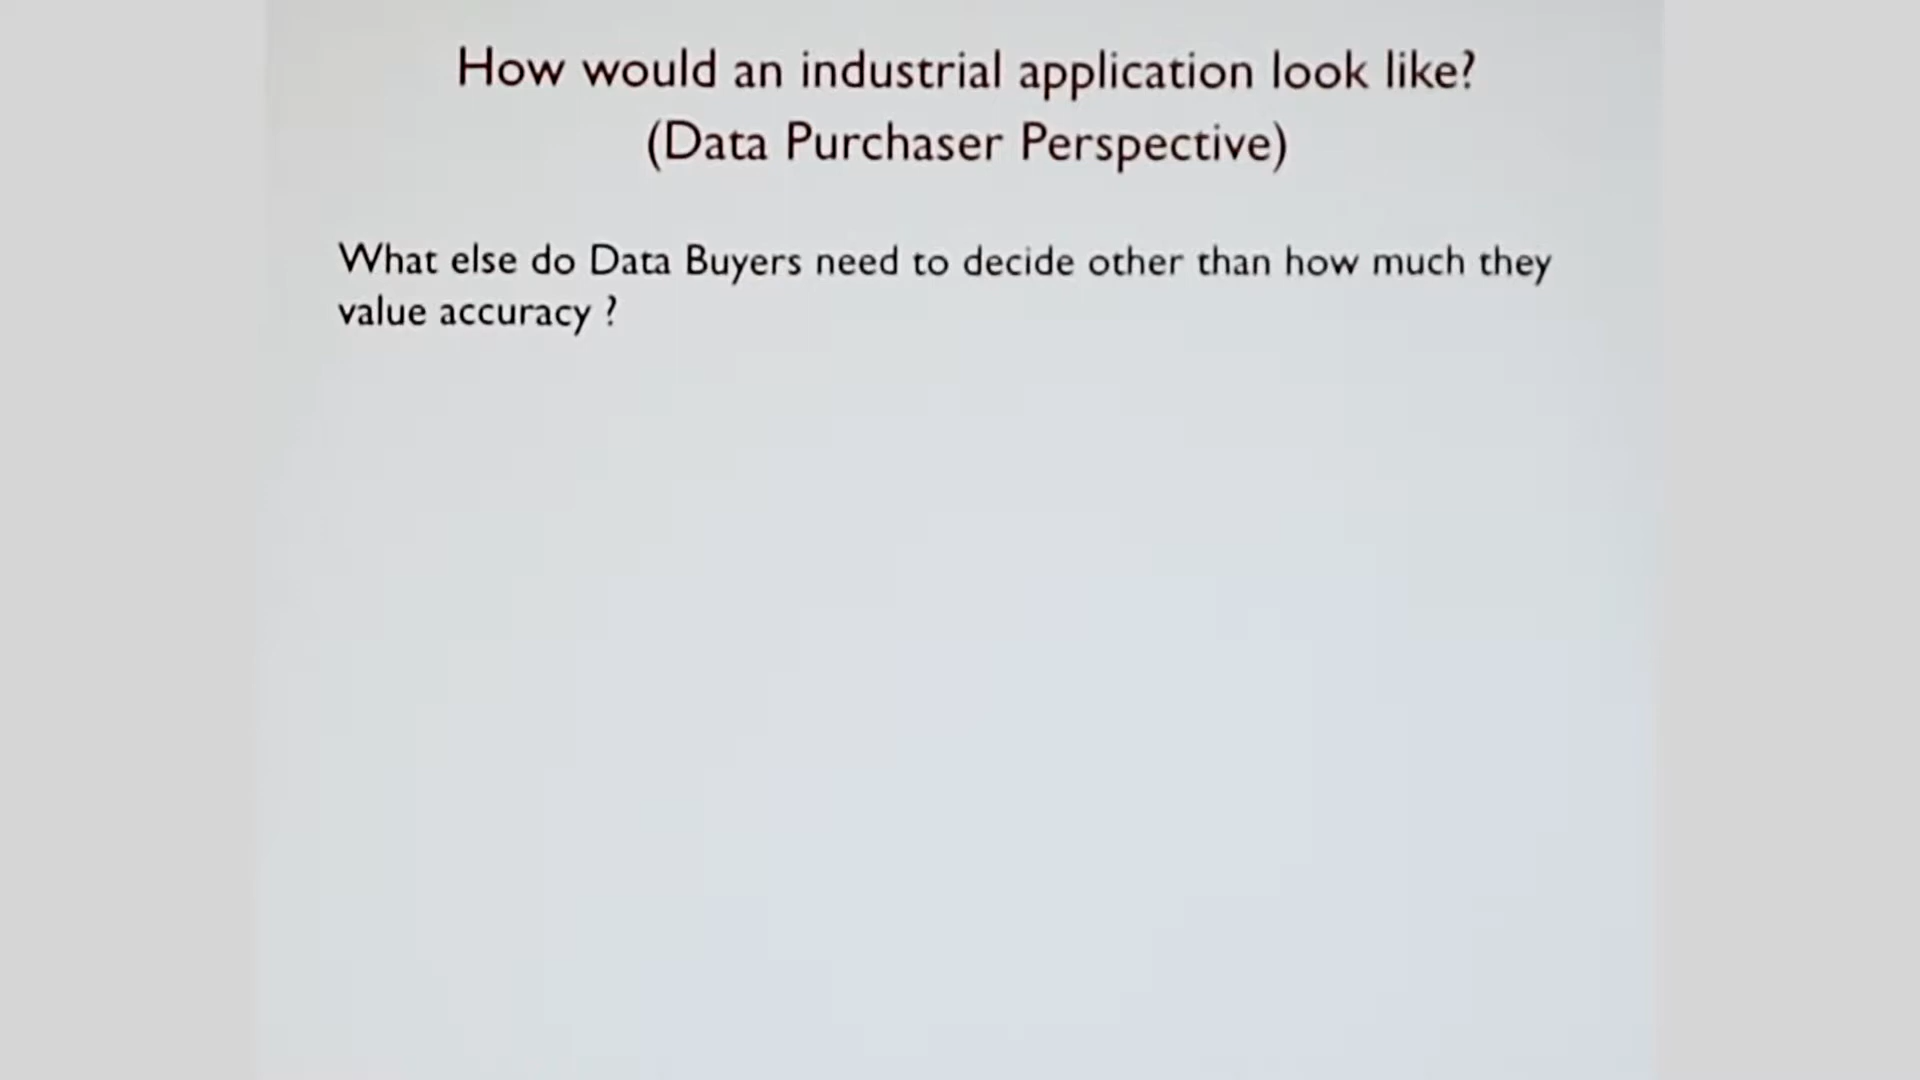 How would an industrial application look like?
(Data Purchaser Perspective)
What else do Data Buyers need to decide other than how much they
value accuracy ?